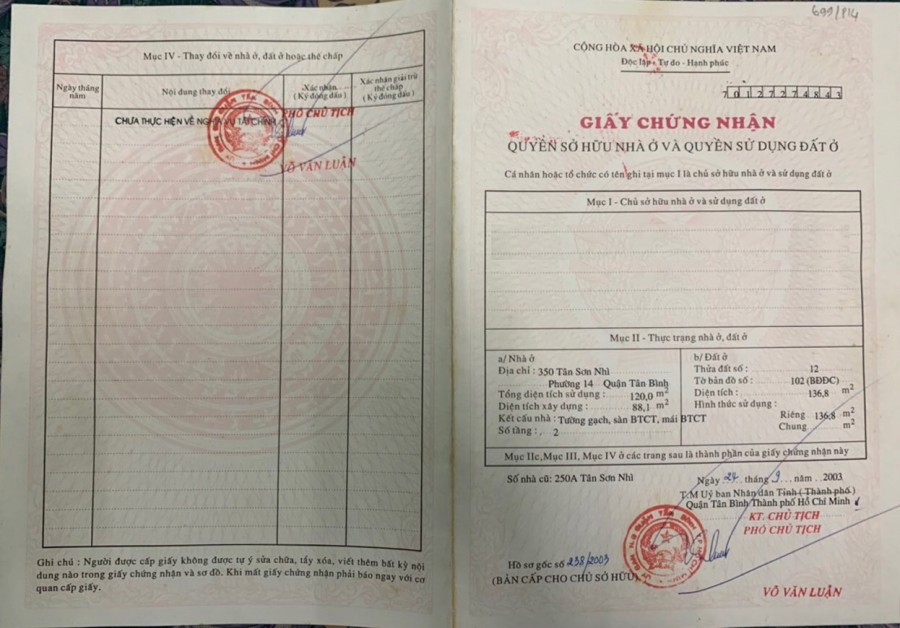 Mục IV - Thay đổi về nhà ở, đất ở hoặc thế chấp
Ngày tháng năm
Nội dung thay đổi
Xác nhận (Ký đóng dấu)
Xác nhận giải trừ thế chấp (Ký đóng dấu)
CHƯA THỰC HIỆN VỀ NGHĨA VỤ TÀI CHÍNH
PHÓ CHỦ TỊCH
VÕ VĂN LUẬN
Ghi chú : Người được cấp giấy không được tự ý sửa chữa, tẩy xóa, viết thêm bất kỳ nội
dung nào trong giấy chứng nhận và sơ đồ. Khi mất giấy chứng nhận phải báo ngay với cơ
quan cấp giấy.
699/814
CỘNG HÒA XÃ HỘI CHỦ NGHĨA VIỆT NAM
Độc lập - Tự do - Hạnh phúc
GIẤY CHỨNG NHẬN
QUYỀN SỞ HỮU NHÀ Ở VÀ QUYỀN SỬ DỤNG ĐẤT Ở
Cá nhân hoặc tổ chức có tên ghi tại mục I là chủ sở hữu nhà ở và sử dụng đất ở
Mục I - Chủ sở hữu nhà ở và sử dụng đất ở
Mục II - Thực trạng nhà ở, đất ở
a/ Nhà ở
Địa chỉ : 350 Tân Sơn Nhì
Phường 14 Quận Tân Bình
Tổng diện tích sử dụng : 120,0 m2
Diện tích xây dựng : 88,1 m2
Kết cấu nhà : Tường gạch, sàn BTCT, mái BTCT
Số tầng : 2
b/ Đất ở
Thửa đất số : 12
Tờ bản đồ số : 102 (BĐĐC)
Diện tích : 136,8 m2
Hình thức sử dụng :
Riêng 136,8 m2
Chung m2
Mục IIc, Mục III, Mục IV ở các trang sau là thành phần của giấy chứng nhận này
Số nhà cũ: 250A Tân Sơn Nhì
Ngày 24 tháng 9 năm 2003
T.M Uỷ ban Nhân dân Tỉnh (Thành phố)
Quận Tân Bình Thành phố Hồ Chí Minh
KT. CHỦ TỊCH
PHÓ CHỦ TỊCH
Hồ sơ gốc số 238/2003
(BẢN CẤP CHO CHỦ SỞ HỮU)
VÕ VĂN LUẬN